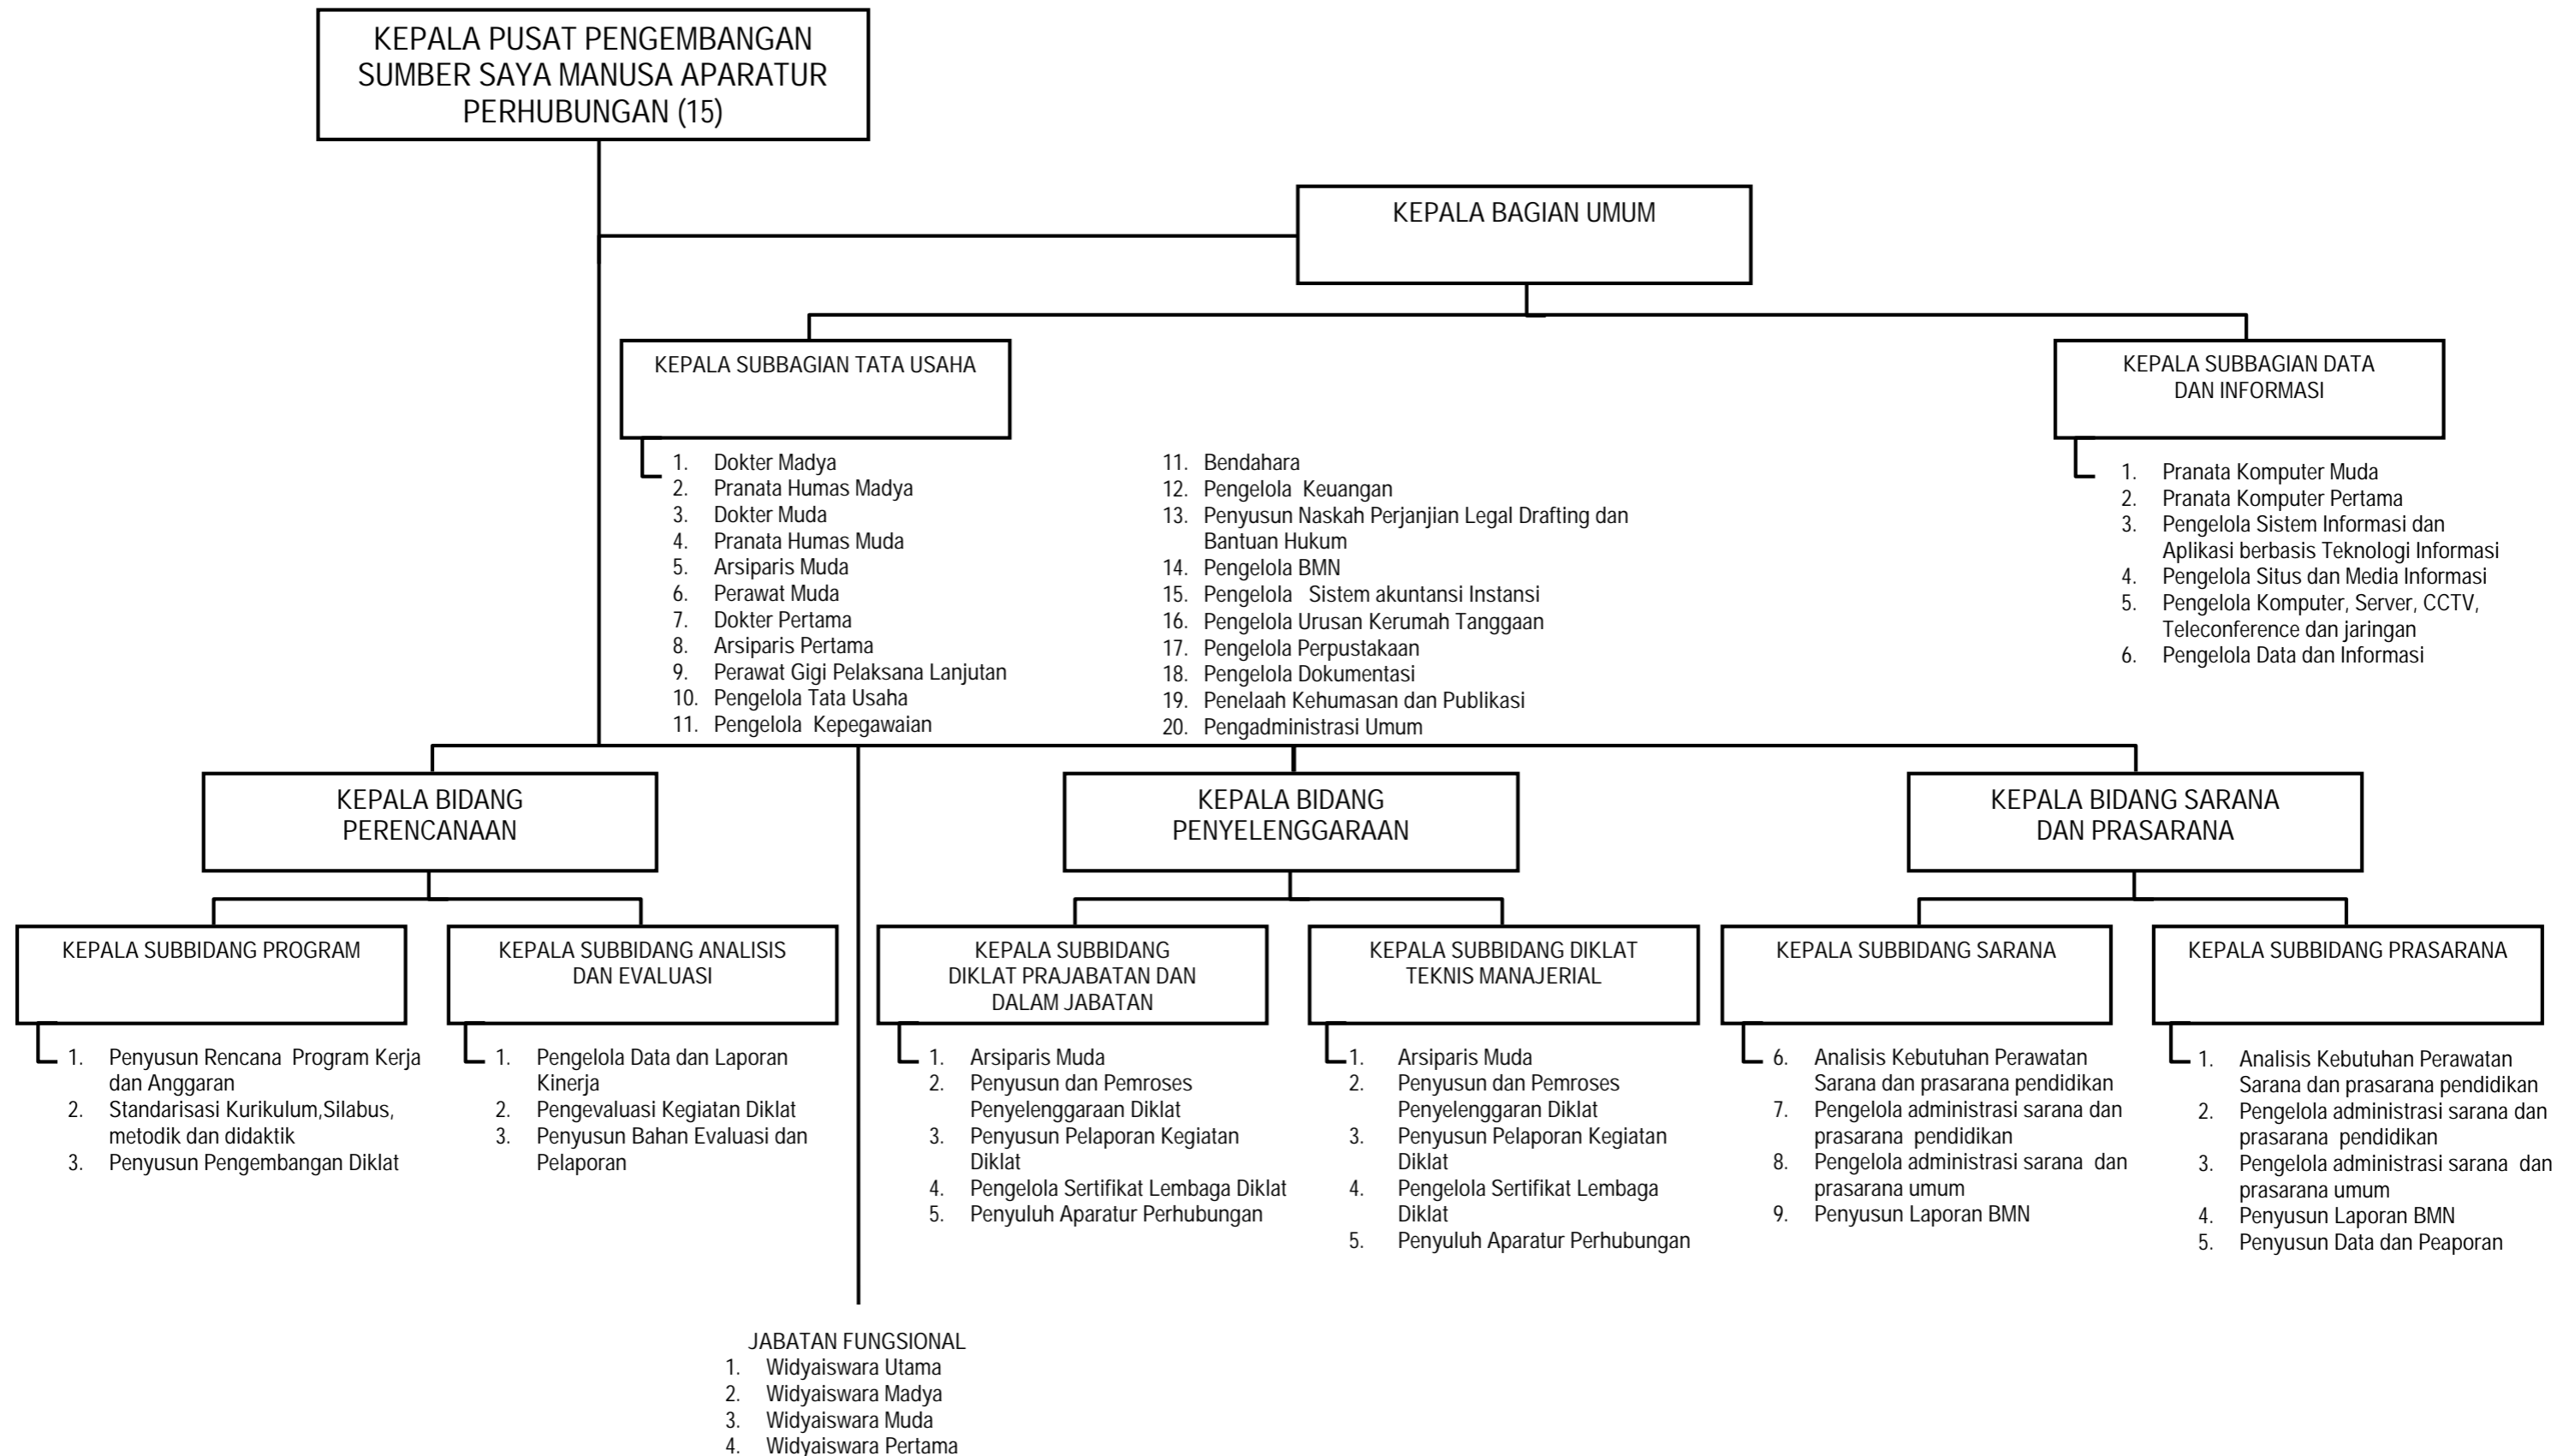 KEPALA PUSAT PENGEMBANGAN
SUMBER SAYA MANUSA APARATUR
PERHUBUNGAN (15)
KEPALA BAGIAN UMUM
KEPALA SUBBAGIAN TATA USAHA
1. Dokter Madya
2. Pranata Humas Madya
3. Dokter Muda
4. Pranata Humas Muda
5. Arsiparis Muda
6. Perawat Muda
7. Dokter Pertama
8. Arsiparis Pertama
9. Perawat Gigi Pelaksana Lanjutan
10. Pengelola Tata Usaha
11. Pengelola Kepegawaian
11. Bendahara
12. Pengelola Keuangan
13. Penyusun Naskah Perjanjian Legal Drafting dan
Bantuan Hukum
14. Pengelola BMN
15. Pengelola Sistem akuntansi Instansi
16. Pengelola Urusan Kerumah Tanggaan
17. Pengelola Perpustakaan
18. Pengelola Dokumentasi
19. Penelaah Kehumasan dan Publikasi
20. Pengadministrasi Umum
KEPALA SUBBAGIAN DATA
DAN INFORMASI
1. Pranata Komputer Muda
2. Pranata Komputer Pertama
3. Pengelola Sistem Informasi dan
Aplikasi berbasis Teknologi Informasi
4. Pengelola Situs dan Media Informasi
5. Pengelola Komputer, Server, CCTV,
Teleconference dan jaringan
6. Pengelola Data dan Informasi
KEPALA BIDANG
PERENCANAAN
KEPALA BIDANG
PENYELENGGARAAN
KEPALA BIDANG SARANA
DAN PRASARANA
KEPALA SUBBIDANG PROGRAM
1. Penyusun Rencana Program Kerja
dan Anggaran
2. Standarisasi Kurikulum,Silabus,
metodik dan didaktik
3. Penyusun Pengembangan Diklat
KEPALA SUBBIDANG ANALISIS
DAN EVALUASI
1. Pengelola Data dan Laporan
Kinerja
2. Pengevaluasi Kegiatan Diklat
3. Penyusun Bahan Evaluasi dan
Pelaporan
KEPALA SUBBIDANG
DIKLAT PRAJABATAN DAN
DALAM JABATAN
1. Arsiparis Muda
2. Penyusun dan Pemroses
Penyelenggaraan Diklat
3. Penyusun Pelaporan Kegiatan
Diklat
4. Pengelola Sertifikat Lembaga Diklat
5. Penyuluh Aparatur Perhubungan
KEPALA SUBBIDANG DIKLAT
TEKNIS MANAJERIAL
1. Arsiparis Muda
2. Penyusun dan Pemroses
Penyelenggaran Diklat
3. Penyusun Pelaporan Kegiatan
Diklat
4. Pengelola Sertifikat Lembaga
Diklat
5. Penyuluh Aparatur Perhubungan
KEPALA SUBBIDANG SARANA
6. Analisis Kebutuhan Perawatan
Sarana dan prasarana pendidikan
7. Pengelola administrasi sarana dan
prasarana pendidikan
8. Pengelola administrasi sarana dan
prasarana umum
9. Penyusun Laporan BMN
KEPALA SUBBIDANG PRASARANA
1. Analisis Kebutuhan Perawatan
Sarana dan prasarana pendidikan
2. Pengelola administrasi sarana dan
prasarana pendidikan
3. Pengelola administrasi sarana dan
prasarana umum
4. Penyusun Laporan BMN
5. Penyusun Data dan Peaporan
JABATAN FUNGSIONAL
1. Widyaiswara Utama
2. Widyaiswara Madya
3. Widyaiswara Muda
4. Widyaiswara Pertama